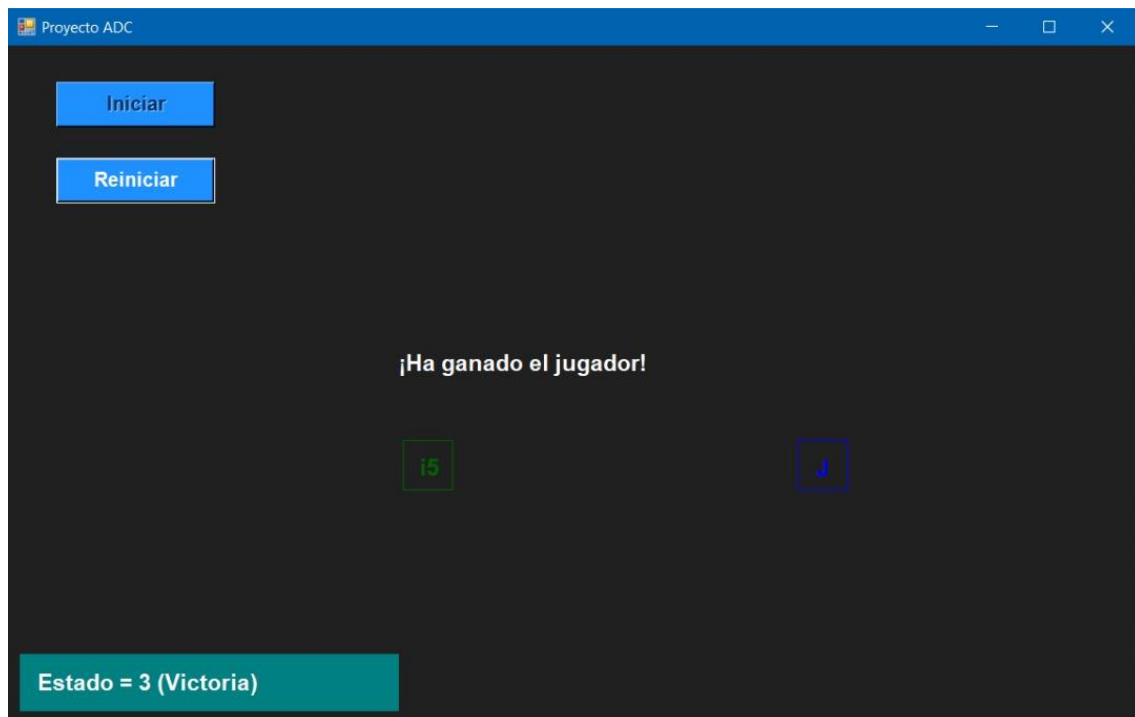 Proyecto ADC
Iniciar
Reiniciar
¡Ha ganado el jugador!
i5
J
Estado = 3 (Victoria)